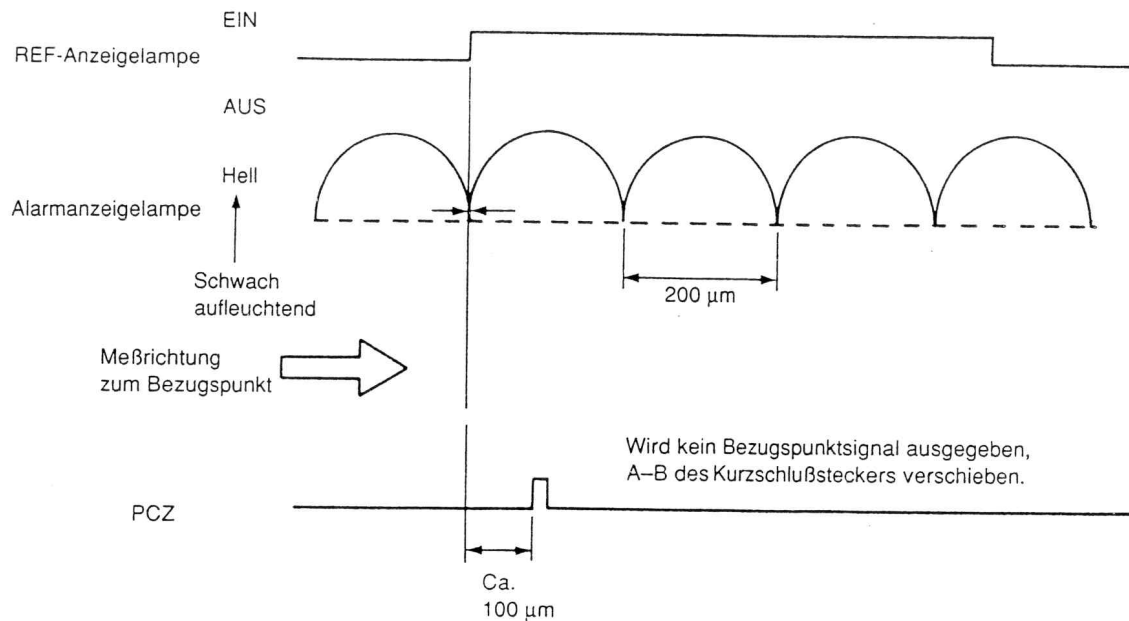 EIN
REF-Anzeigelampe
AUS
Hell
Alarmanzeigelampe
Schwach
aufleuchtend
200 µm
Meßrichtung
zum Bezugspunkt
Wird kein Bezugspunktsignal ausgegeben,
A–B des Kurzschlußsteckers verschieben.
PCZ
Ca.
100 µm